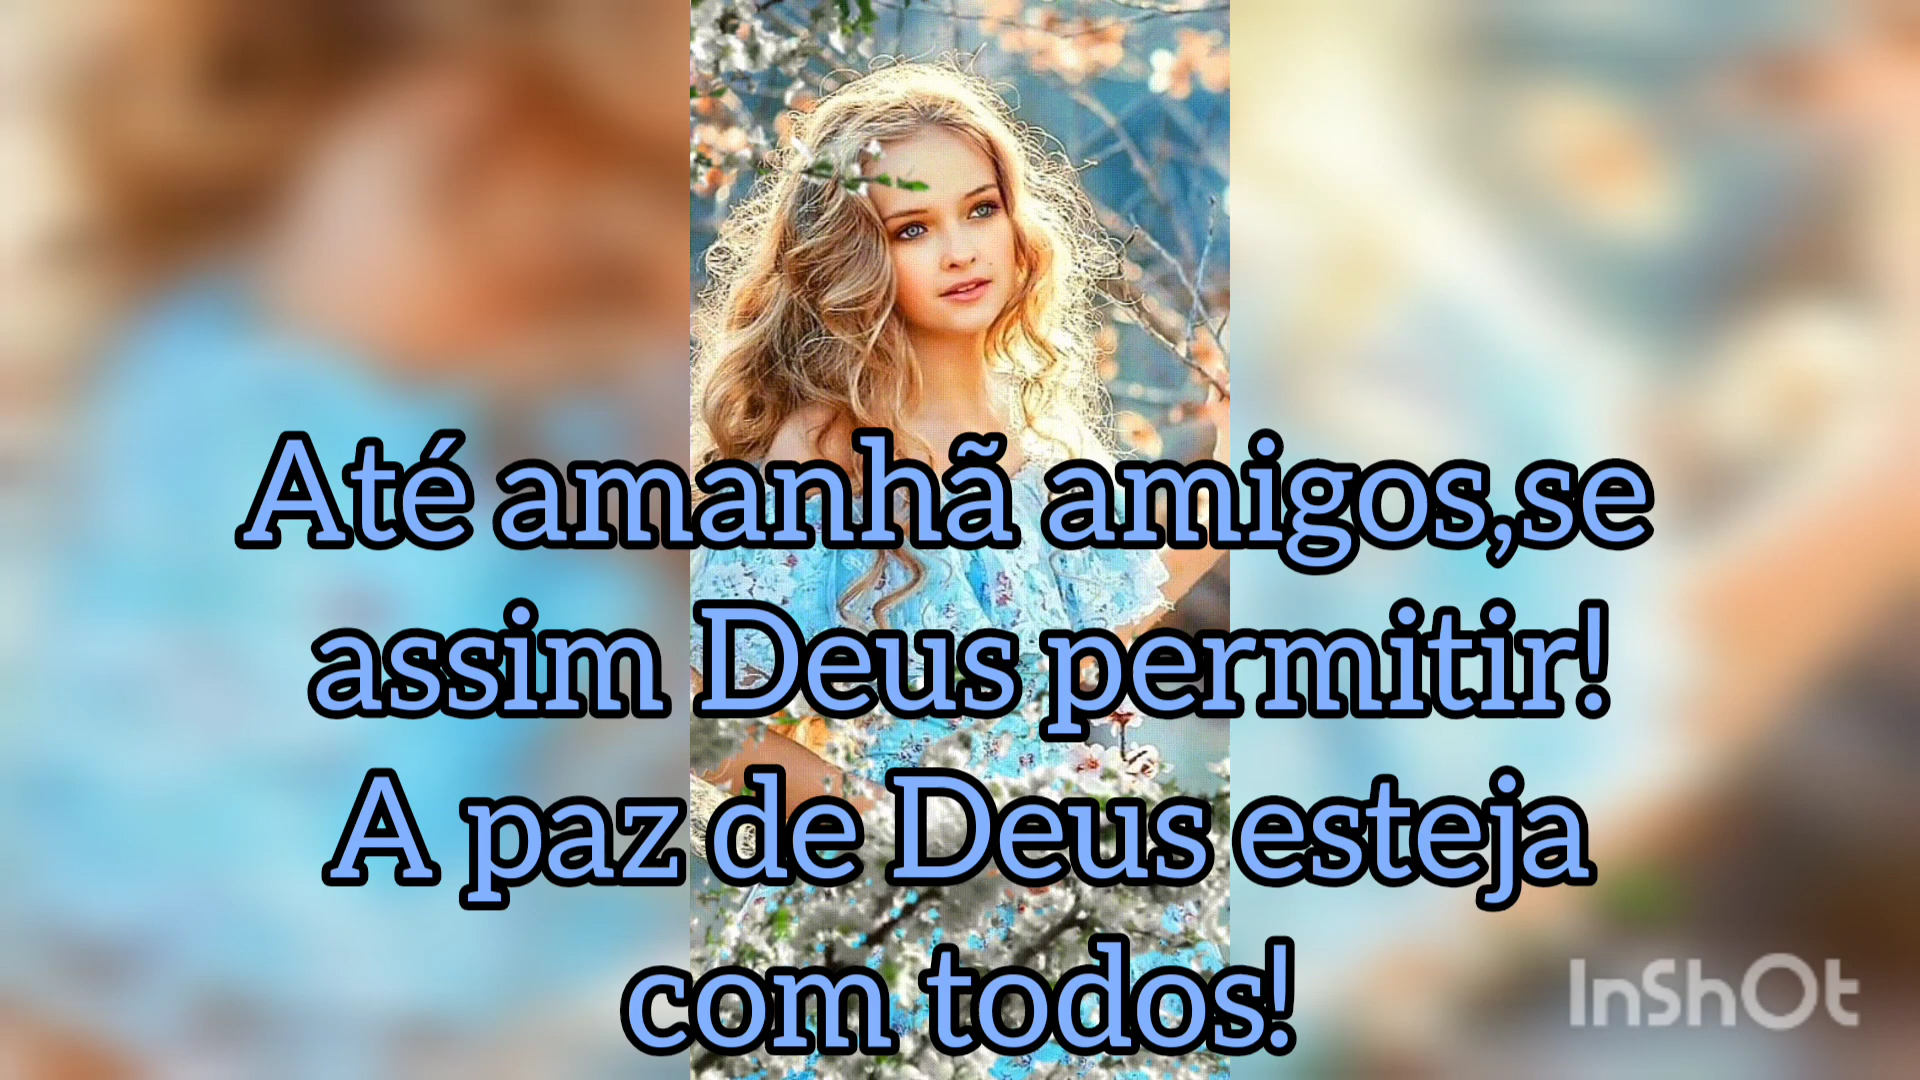 Até amanhã amigos,se
assim Deus permitir!
A paz de Deus esteja
com todos!
InShOt